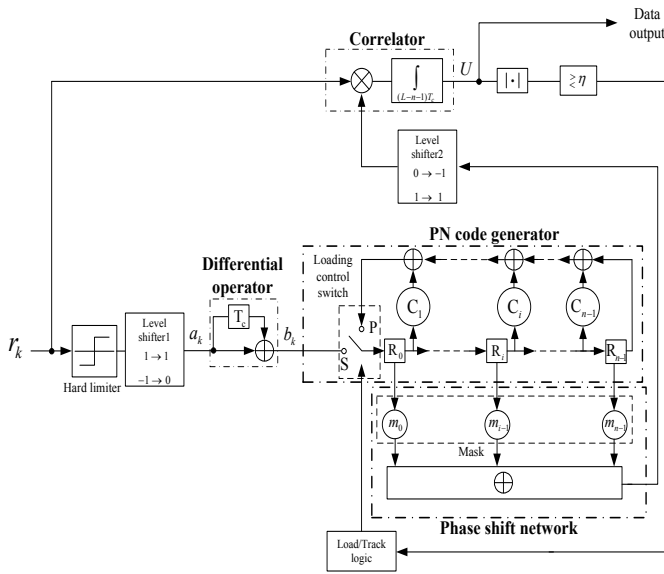 Data
output
Correlator
U
∫
(L−n−1)T_c
|·|
≷ η
Level
shifter2
0 → −1
1 → 1
PN code generator
Loading
control
switch
C_1
C_i
C_{n−1}
Differential
operator
T_c
P
r_k
Level
shifter1
1 → 1
−1 → 0
a_k
b_k
S
R_0
R_i
R_{n−1}
Hard limiter
m_0
m_{i−1}
m_{n−1}
Mask
Phase shift network
Load/Track
logic